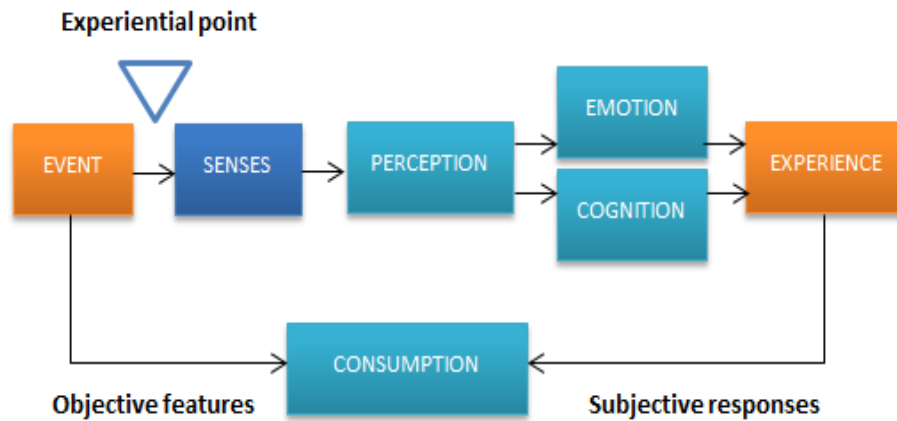 Experiential point
EMOTION
EVENT
SENSES
PERCEPTION
EXPERIENCE
COGNITION
CONSUMPTION
Objective features
Subjective responses